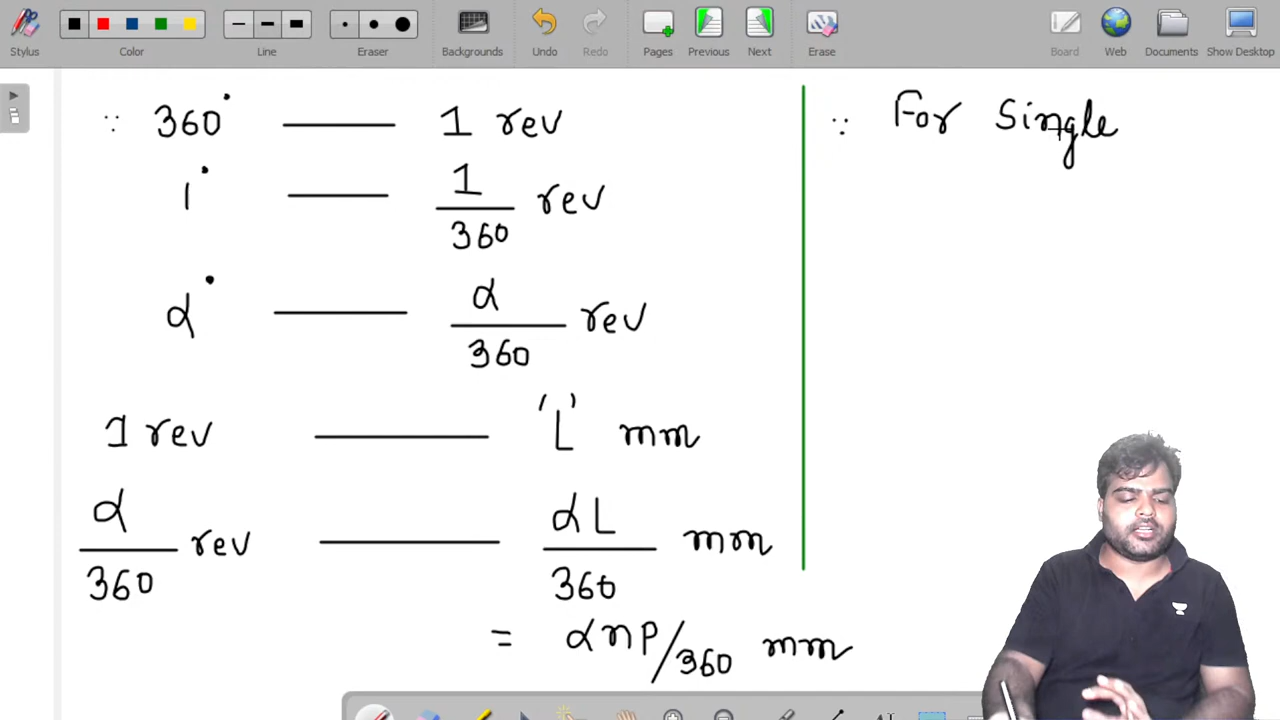 Stylus Color Line Eraser Backgrounds Undo Redo Pages Previous Next Erase Board Web Documents Show Desktop
∵ 360° —— 1 rev
1° —— 1/360 rev
α° —— α/360 rev
1 rev —— 'L' mm
α/360 rev —— αL/360 mm
= αnP/360 mm
∵ For Single